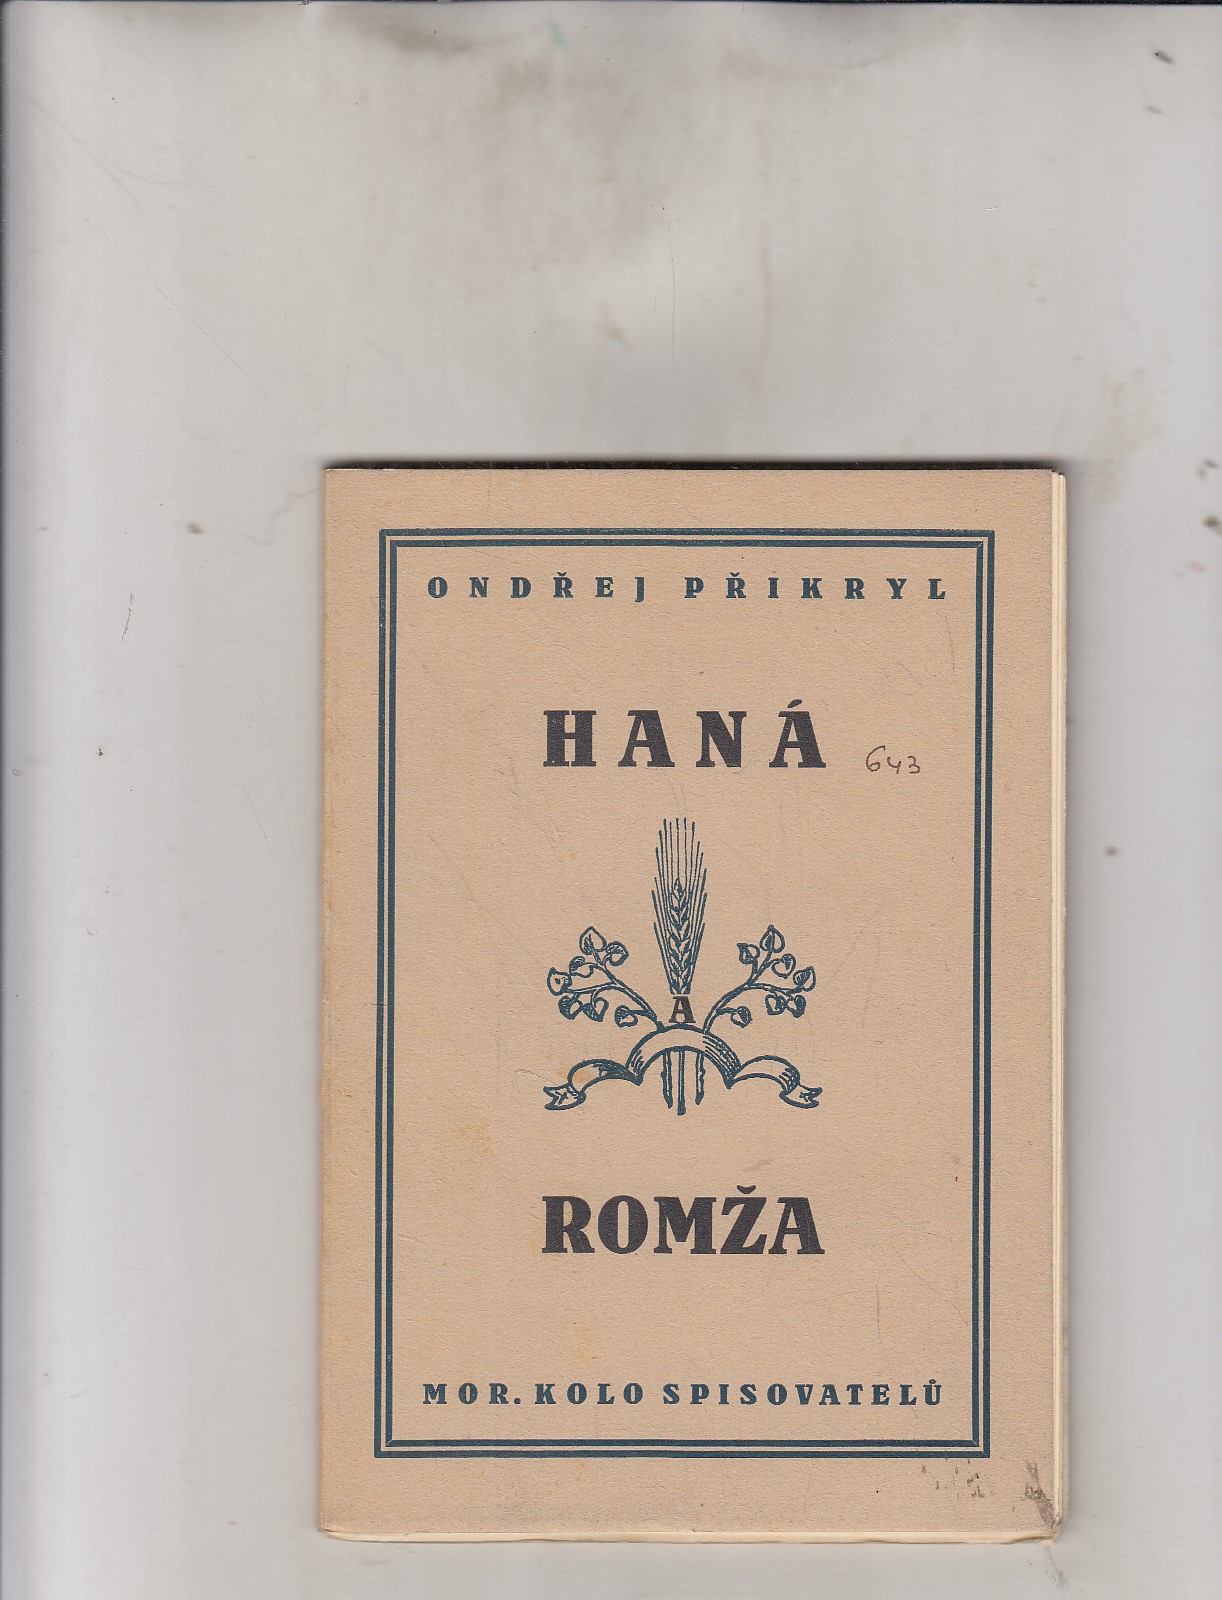 ONDŘEJ PŘIKRYL
HANÁ
643
A
ROMŽA
MOR. KOLO SPISOVATELŮ